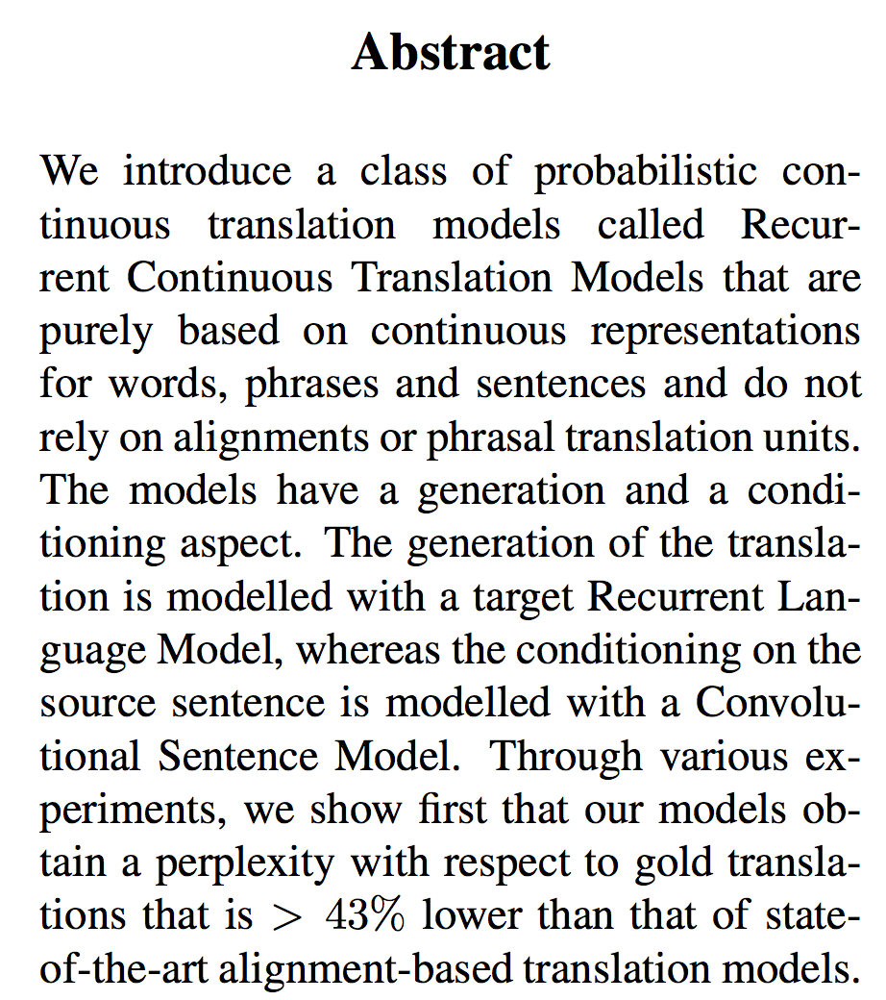 Abstract
We introduce a class of probabilistic con-
tinuous translation models called Recur-
rent Continuous Translation Models that are
purely based on continuous representations
for words, phrases and sentences and do not
rely on alignments or phrasal translation units.
The models have a generation and a condi-
tioning aspect. The generation of the transla-
tion is modelled with a target Recurrent Lan-
guage Model, whereas the conditioning on the
source sentence is modelled with a Convolu-
tional Sentence Model. Through various ex-
periments, we show first that our models ob-
tain a perplexity with respect to gold transla-
tions that is > 43% lower than that of state-
of-the-art alignment-based translation models.